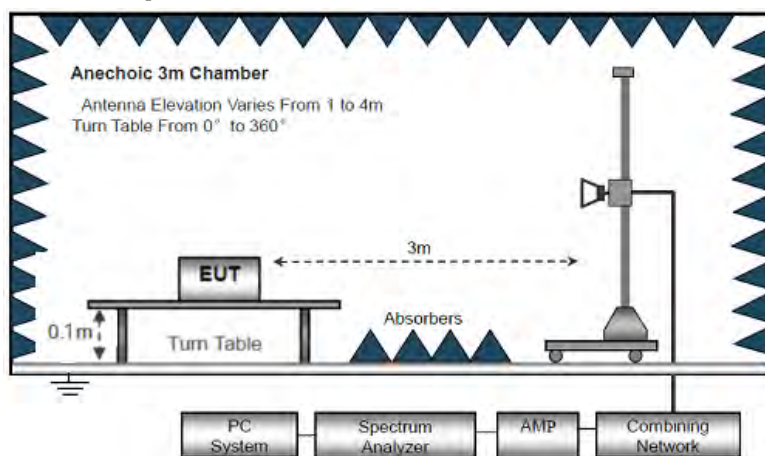 Anechoic 3m Chamber
Antenna Elevation Varies From 1 to 4m
Turn Table From 0° to 360°
3m
EUT
Absorbers
0.1m
Turn Table
PC
System
Spectrum
Analyzer
AMP
Combining
Network